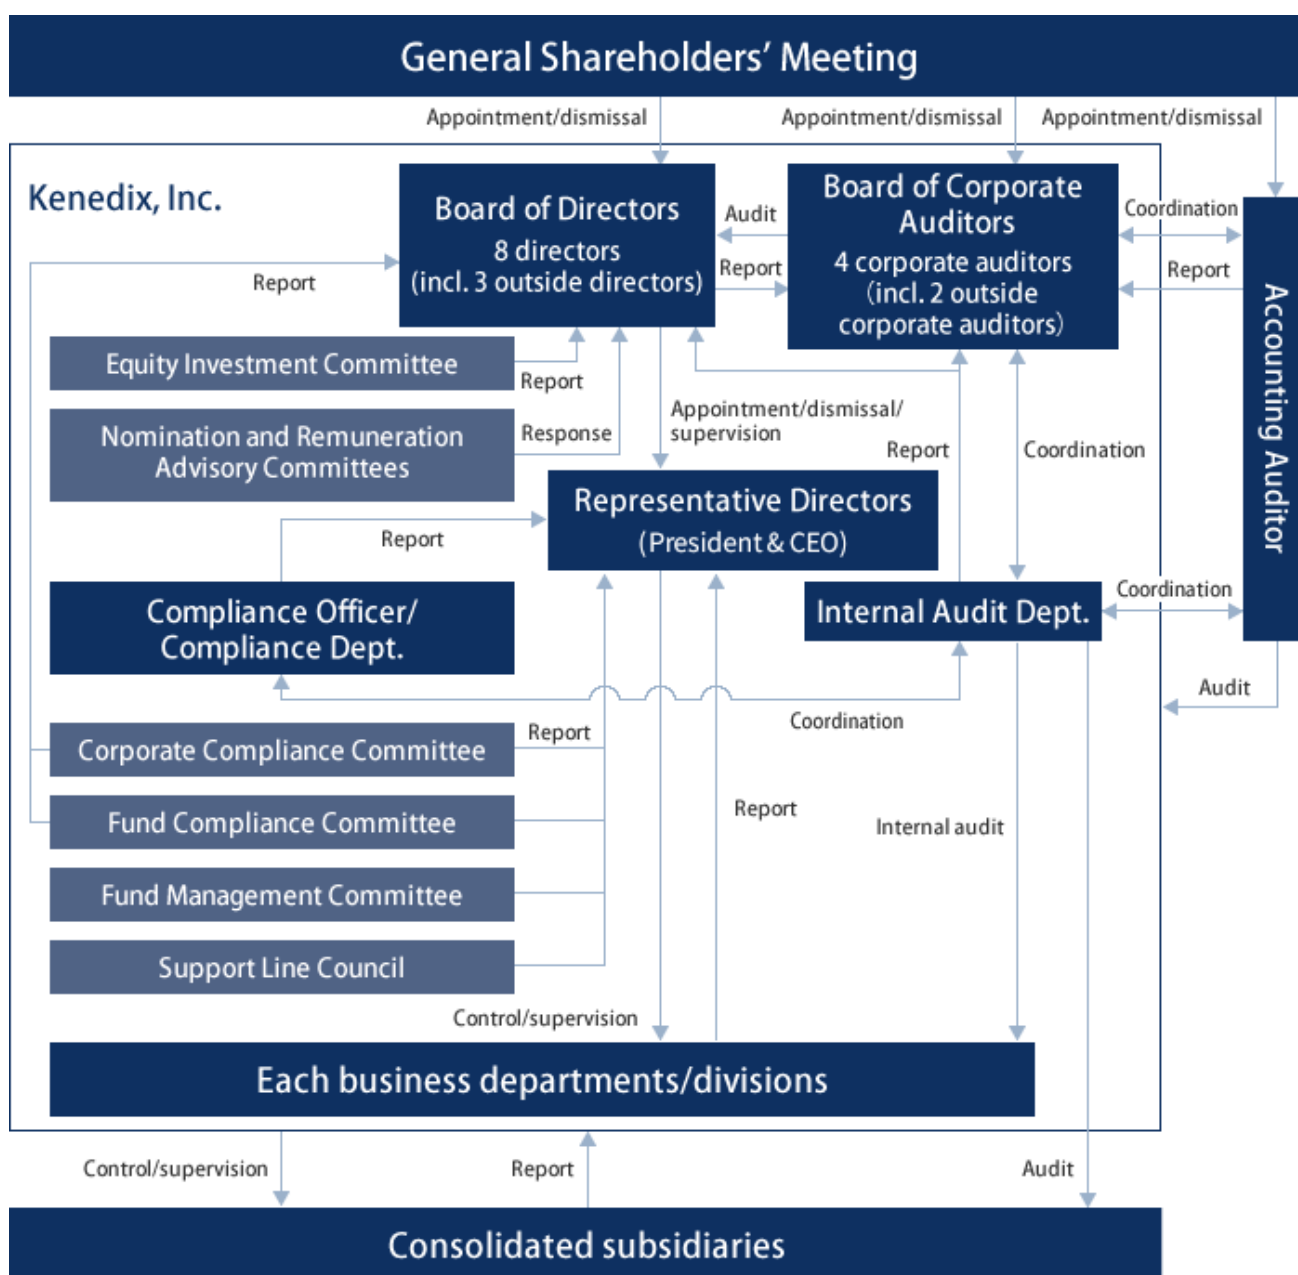 General Shareholders' Meeting
Appointment/dismissal
Appointment/dismissal
Appointment/dismissal
Kenedix, Inc.
Board of Directors
8 directors
(incl. 3 outside directors)
Audit
Report
Board of Corporate
Auditors
4 corporate auditors
(incl. 2 outside
corporate auditors)
Coordination
Report
Accounting Auditor
Report
Equity Investment Committee
Report
Nomination and Remuneration
Advisory Committees
Response
Appointment/dismissal/
supervision
Report
Coordination
Representative Directors
(President & CEO)
Report
Compliance Officer/
Compliance Dept.
Internal Audit Dept.
Coordination
Audit
Coordination
Corporate Compliance Committee
Report
Fund Compliance Committee
Report
Internal audit
Fund Management Committee
Support Line Council
Control/supervision
Each business departments/divisions
Control/supervision
Report
Audit
Consolidated subsidiaries